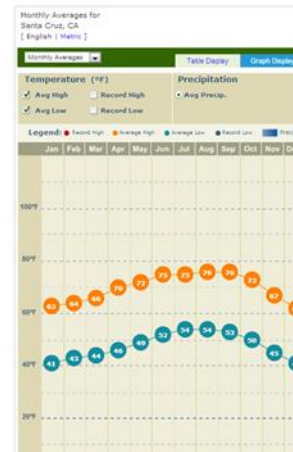 Monthly Averages for
Santa Cruz, CA
[ English | Metric ]
Monthly Averages
Table Display Graph Display
Temperature (°F) Precipitation
Avg High Record High Avg Precip.
Avg Low Record Low
Legend: Record High Average High Average Low Record Low Preci
Jan Feb Mar Apr May Jun Jul Aug Sep Oct Nov De
100°F
80°F
63 64 66 70 72 75 75 76 76 73 67
60°F
41 43 44 46 49 52 54 54 53 50 45
40°F
20°F